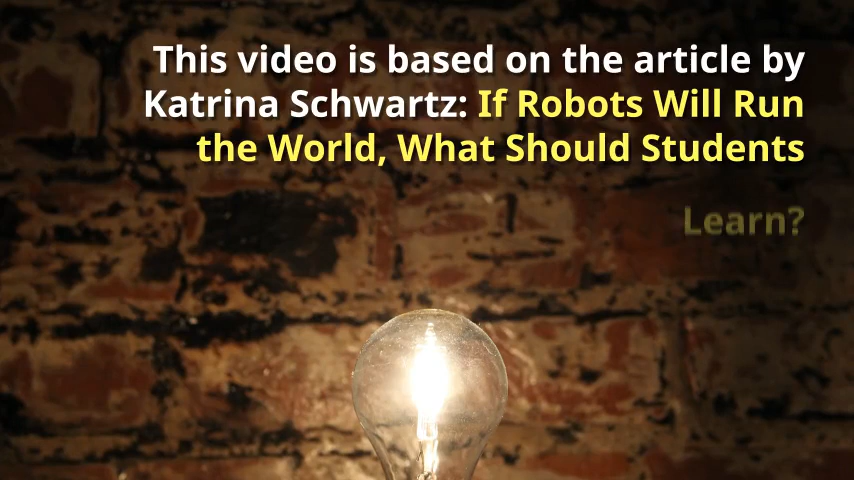 This video is based on the article by
Katrina Schwartz: If Robots Will Run
the World, What Should Students
Learn?